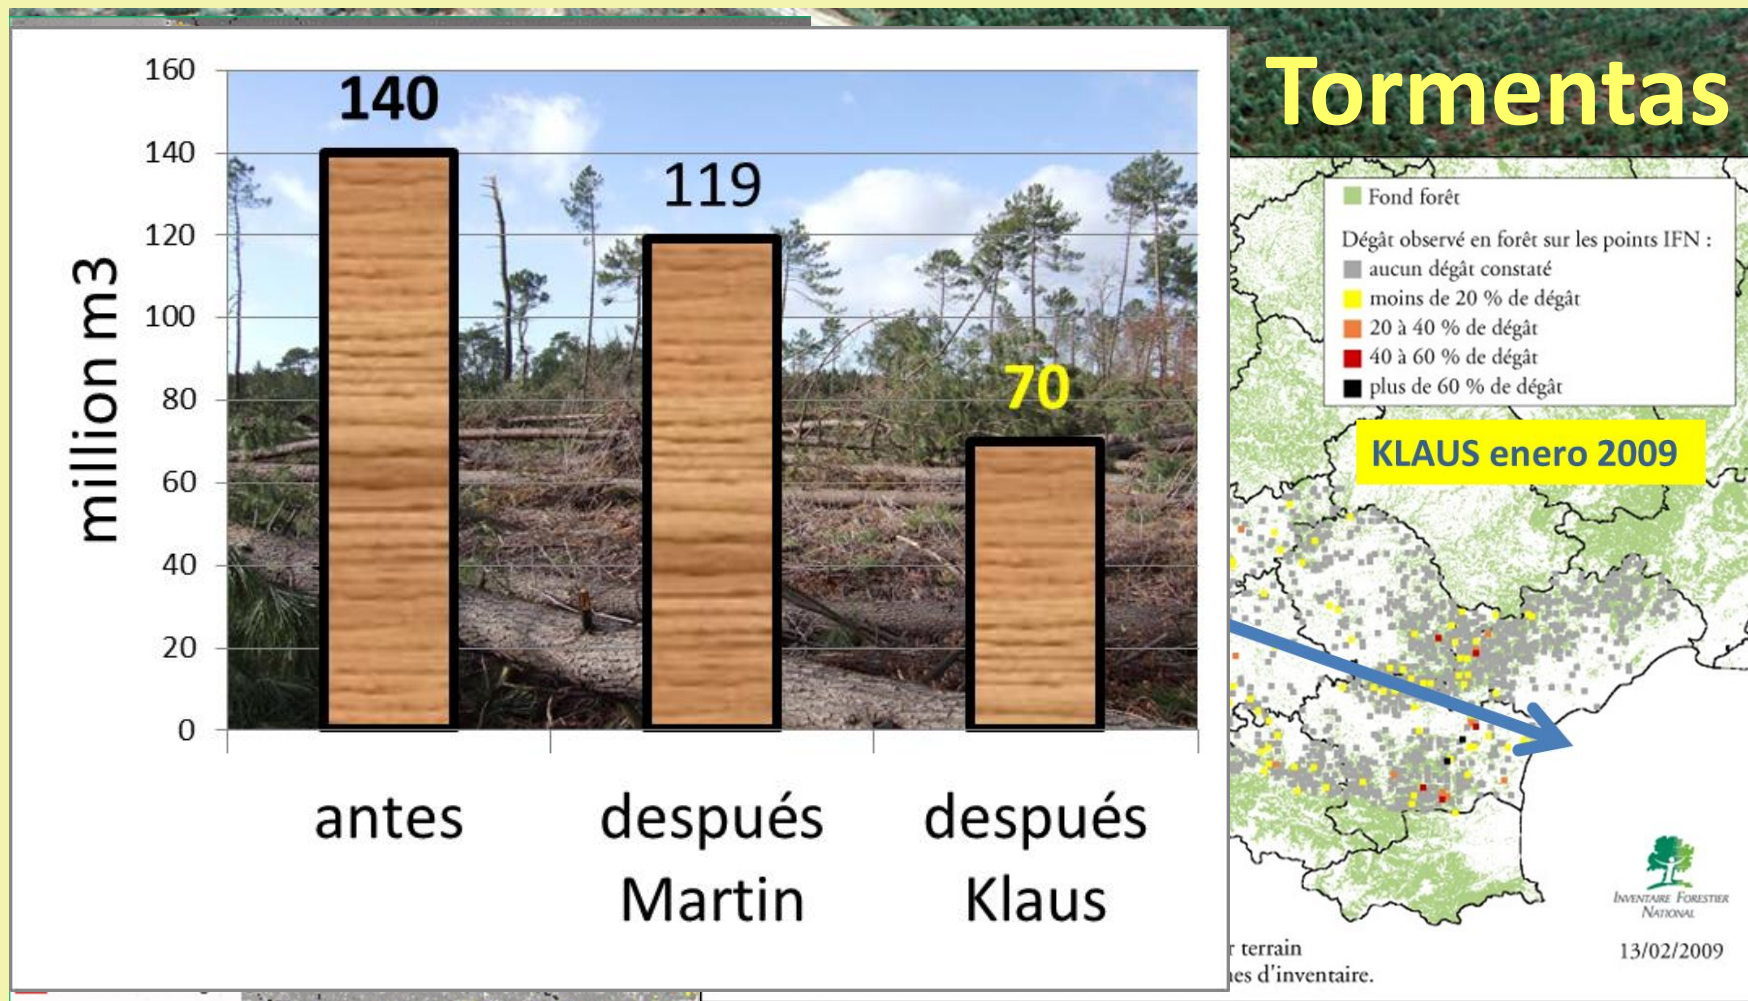 Tormentas
160
140
120
100
80
60
40
20
0
million m3
140
119
70
antes
después
Martin
después
Klaus
Fond forêt
Dégât observé en forêt sur les points IFN :
aucun dégât constaté
moins de 20 % de dégât
20 à 40 % de dégât
40 à 60 % de dégât
plus de 60 % de dégât
KLAUS enero 2009
INVENTAIRE FORESTIER
NATIONAL
terrain
d'inventaire.
13/02/2009